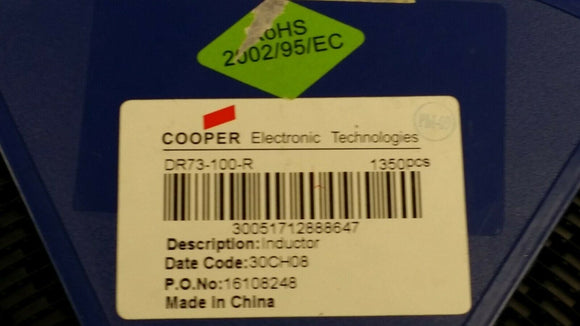 RoHS
2002/95/EC
COOPER Electronic Technologies
DR73-100-R 1350pcs
30051712888647
Description:Inductor
Date Code:30CH08
P.O.No:16108248
Made in China